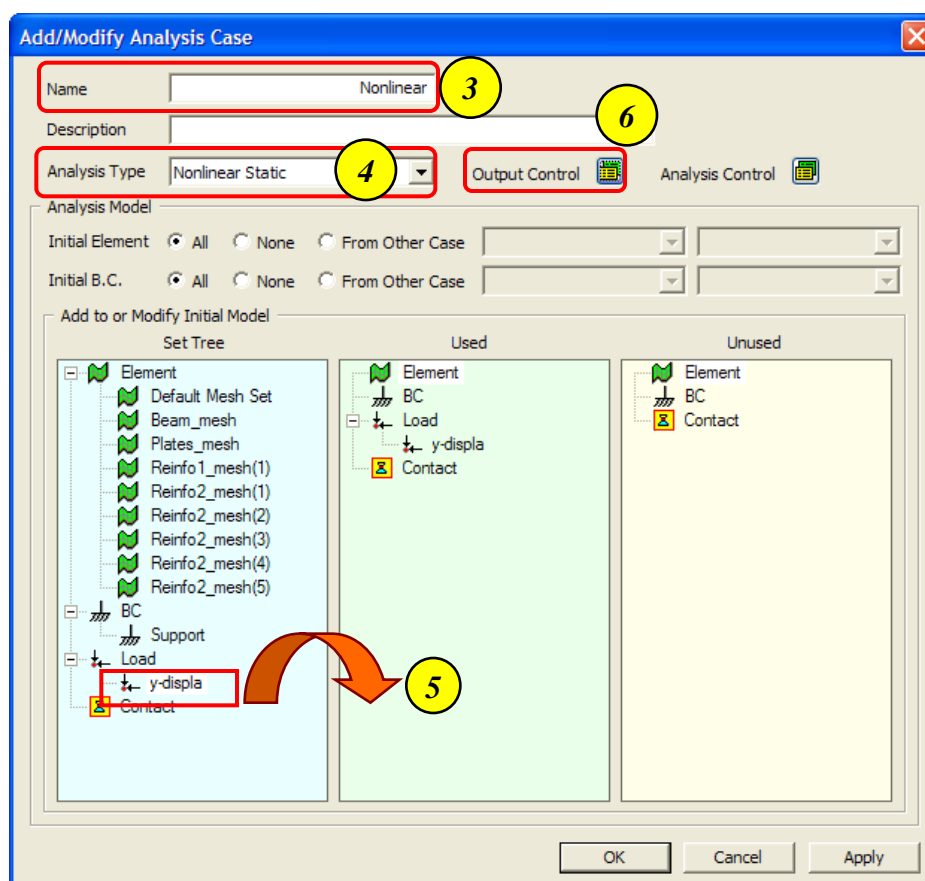 Add/Modify Analysis Case
Name Nonlinear 3
Description 6
Analysis Type Nonlinear Static 4 Output Control Analysis Control
Analysis Model
Initial Element All None From Other Case
Initial B.C. All None From Other Case
Add to or Modify Initial Model
Set Tree
Element
Default Mesh Set
Beam_mesh
Plates_mesh
Reinfo1_mesh(1)
Reinfo2_mesh(1)
Reinfo2_mesh(2)
Reinfo2_mesh(3)
Reinfo2_mesh(4)
Reinfo2_mesh(5)
BC
Support
Load
y-displa
Contact
5
Used
Element
BC
Load
y-displa
Contact
Unused
Element
BC
Contact
OK Cancel Apply